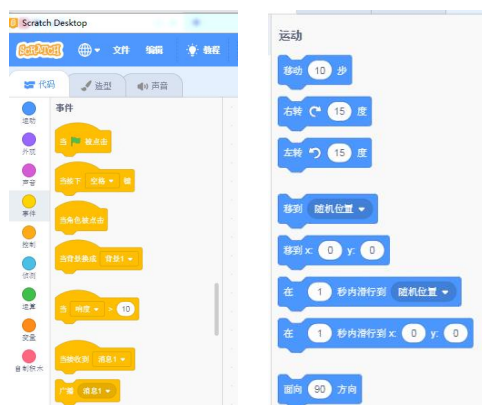 Scratch Desktop
SCRATCH 文件 编辑 教程
代码 造型 声音
运动
外观
声音
事件
控制
侦测
运算
变量
自制积木
事件
当 被点击
当按下 空格 键
当角色被点击
当背景换成 背景1
当 响度 > 10
当接收到 消息1
广播 消息1
运动
移动 10 步
右转 15 度
左转 15 度
移到 随机位置
移到 x: 0 y: 0
在 1 秒内滑行到 随机位置
在 1 秒内滑行到 x: 0 y: 0
面向 90 方向